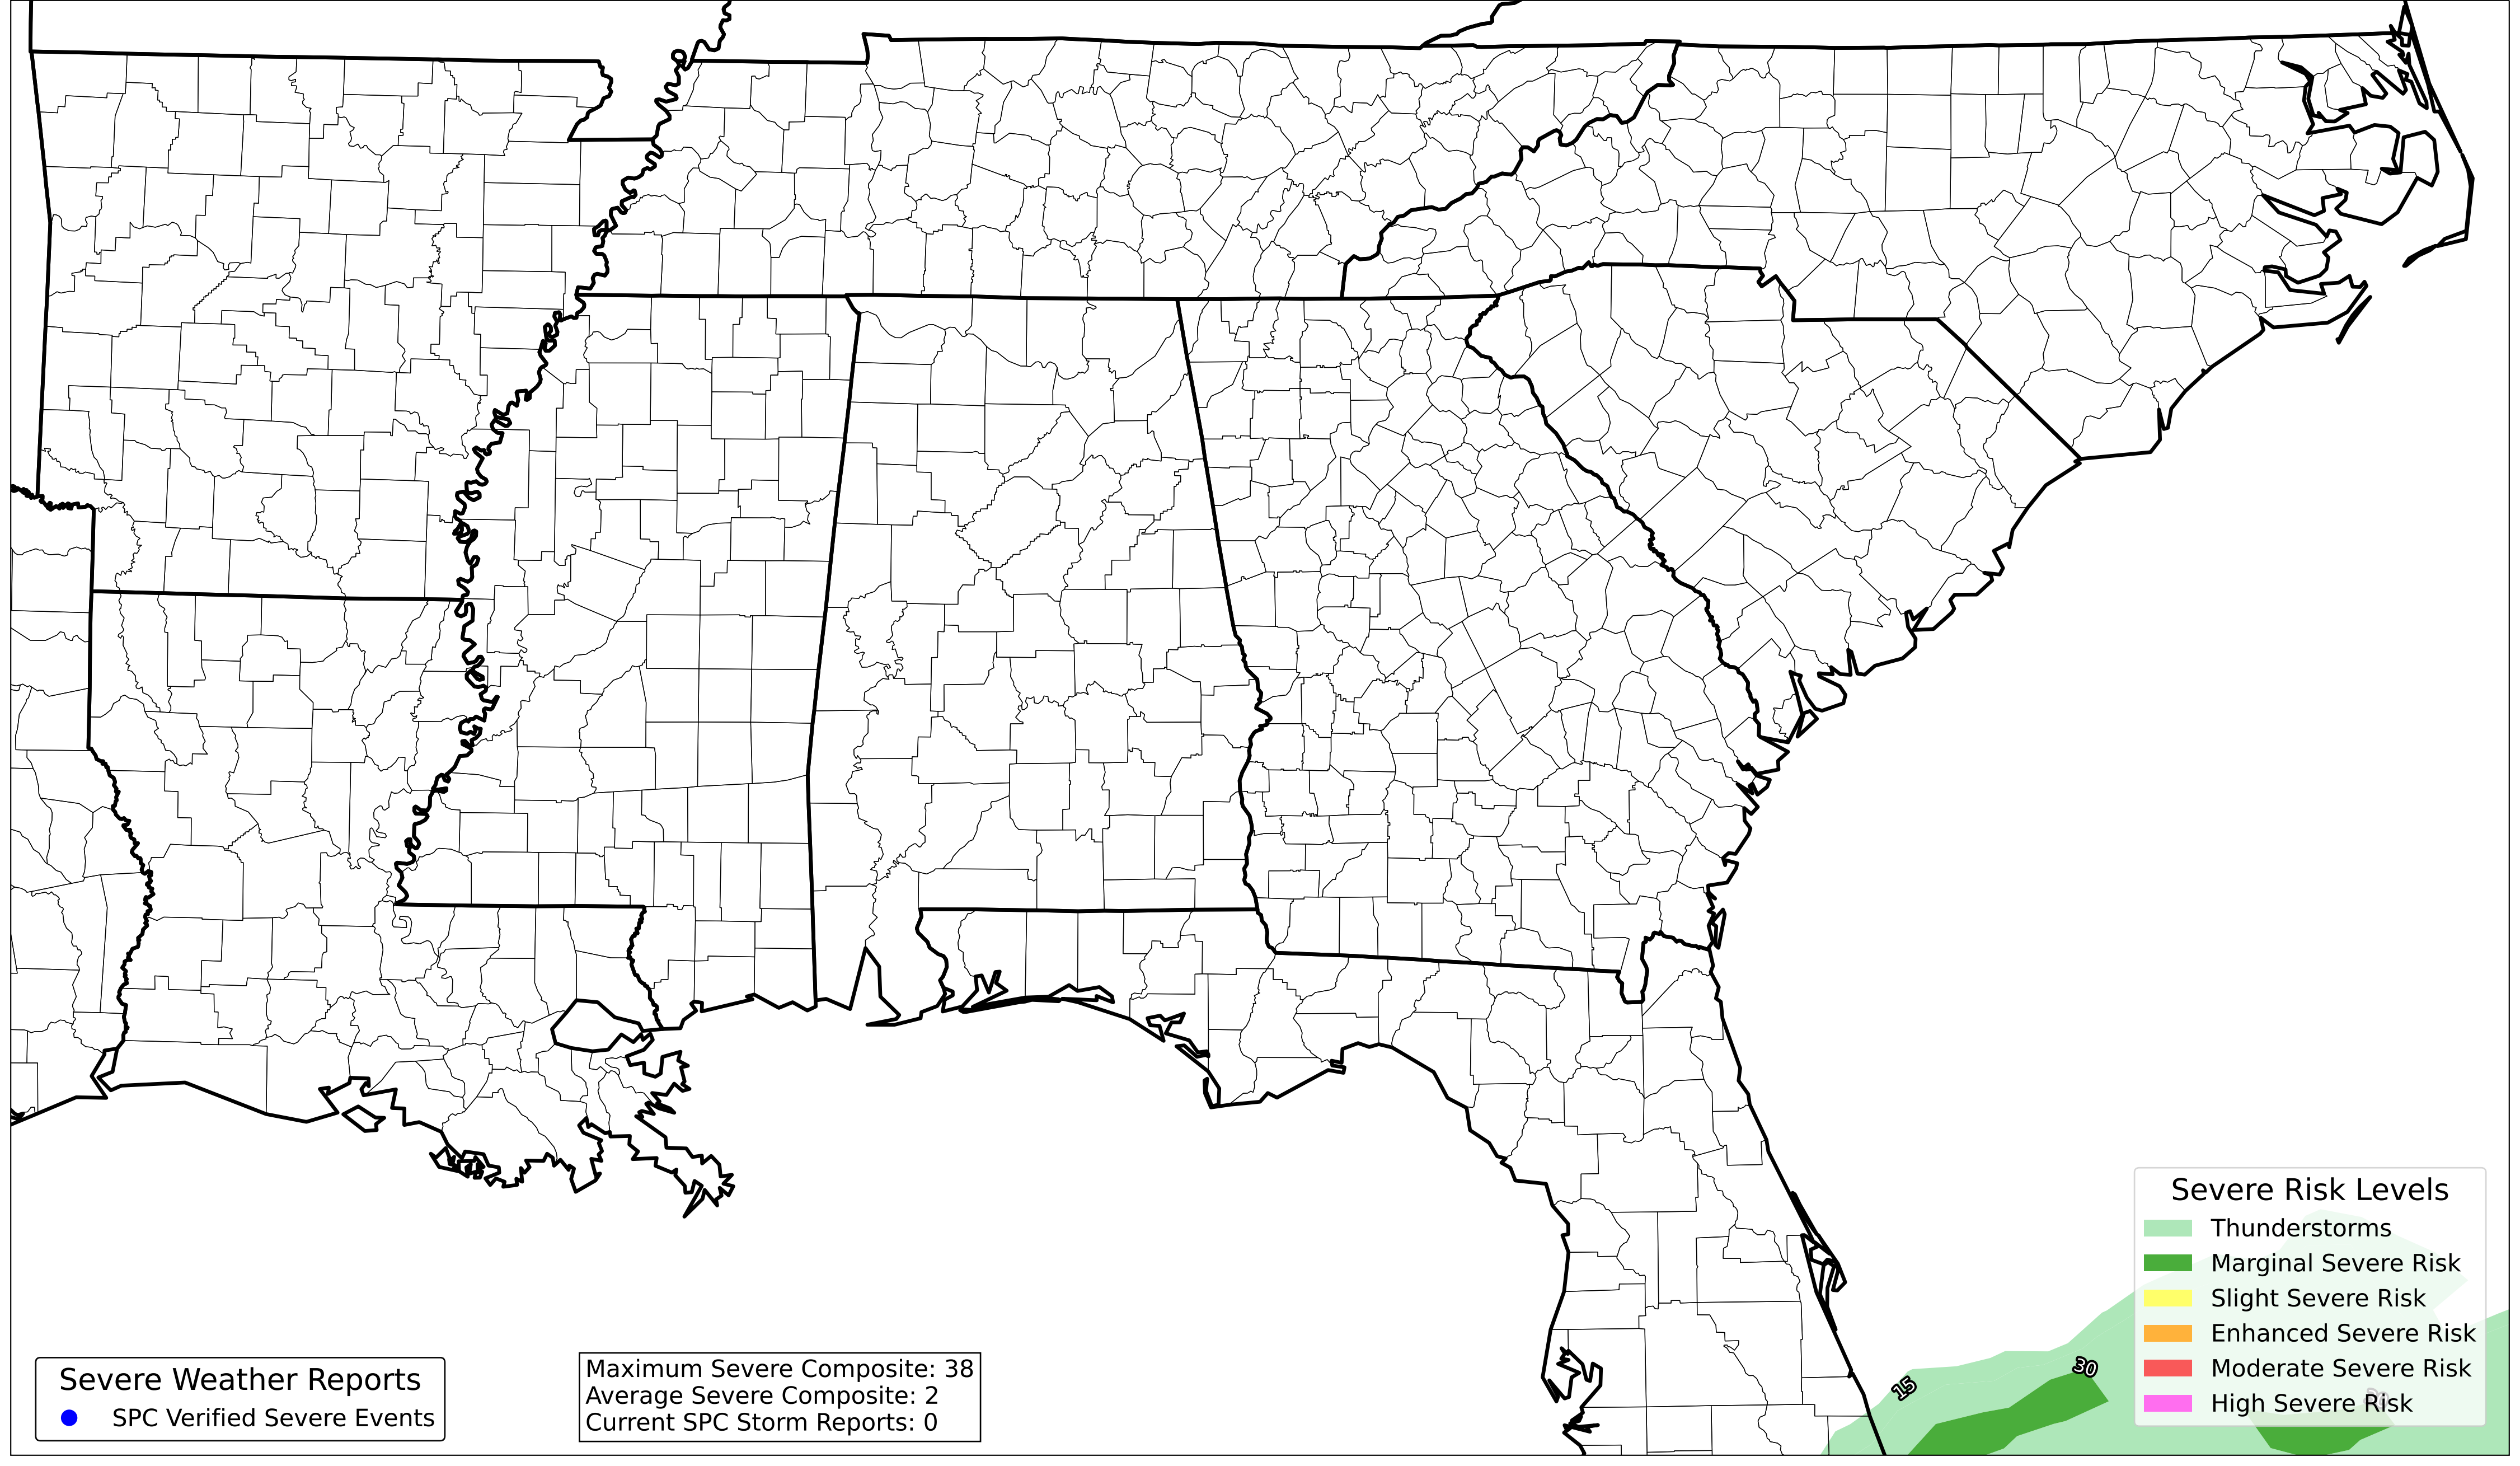 15
30
Severe Risk Levels
Thunderstorms
Marginal Severe Risk
Slight Severe Risk
Enhanced Severe Risk
Moderate Severe Risk
High Severe Risk
Severe Weather Reports
SPC Verified Severe Events
Maximum Severe Composite: 38
Average Severe Composite: 2
Current SPC Storm Reports: 0